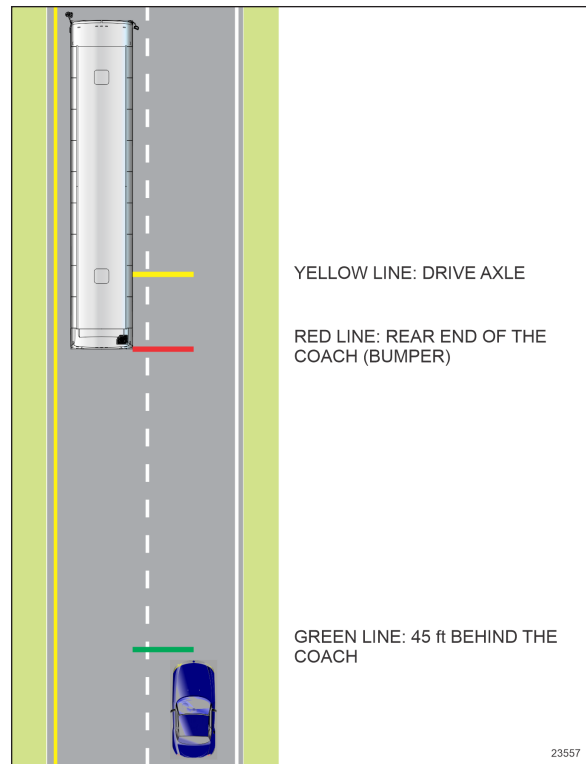 YELLOW LINE: DRIVE AXLE
RED LINE: REAR END OF THE
COACH (BUMPER)
GREEN LINE: 45 ft BEHIND THE
COACH
23557